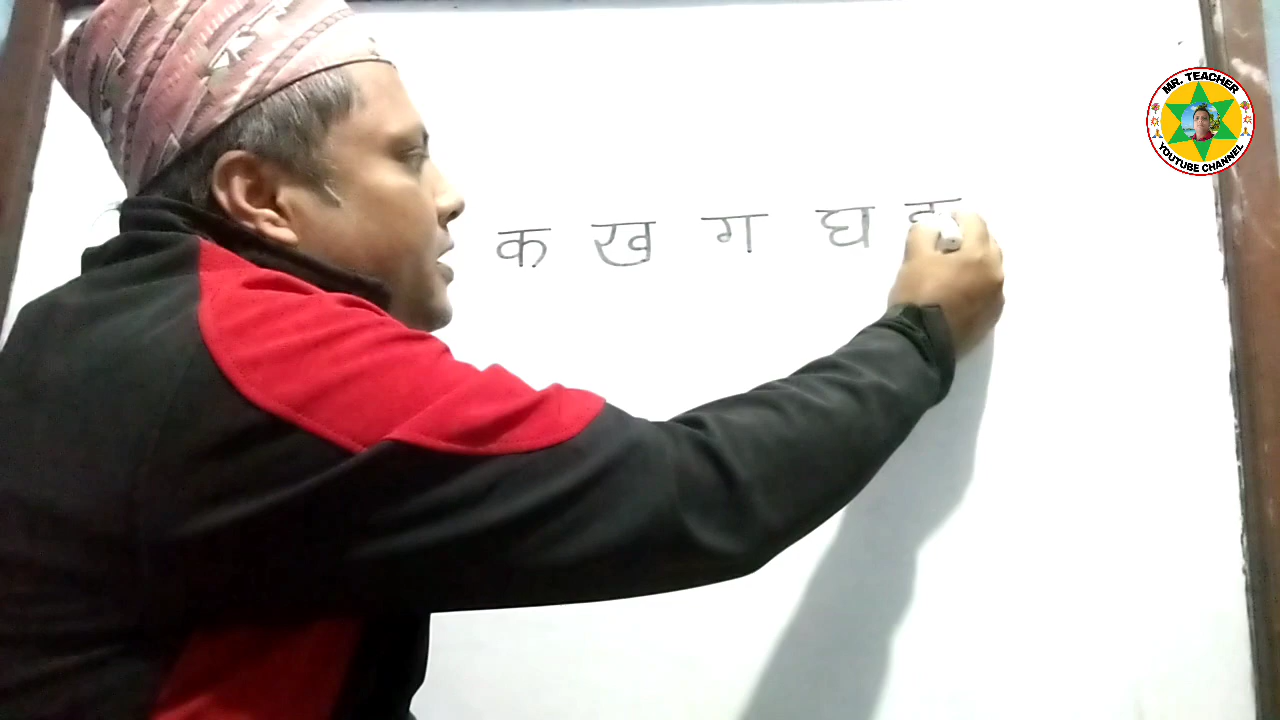 MR. TEACHER
YOUTUBE CHANNEL
क ख ग घ ङ